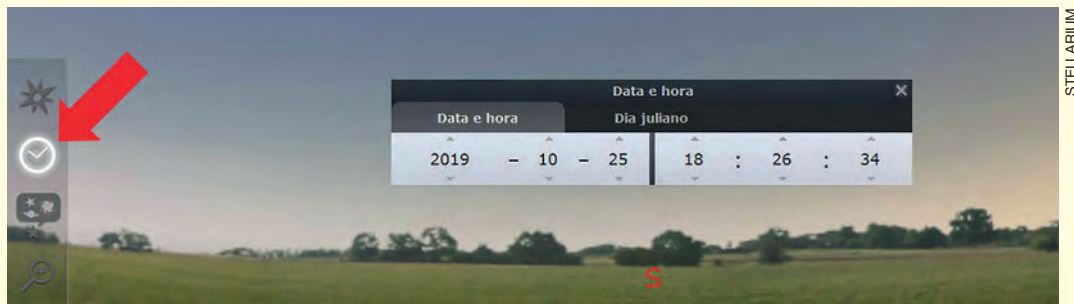 STELLARIUM
Data e hora
Data e hora Dia juliano
2019 – 10 – 25 18 : 26 : 34
S